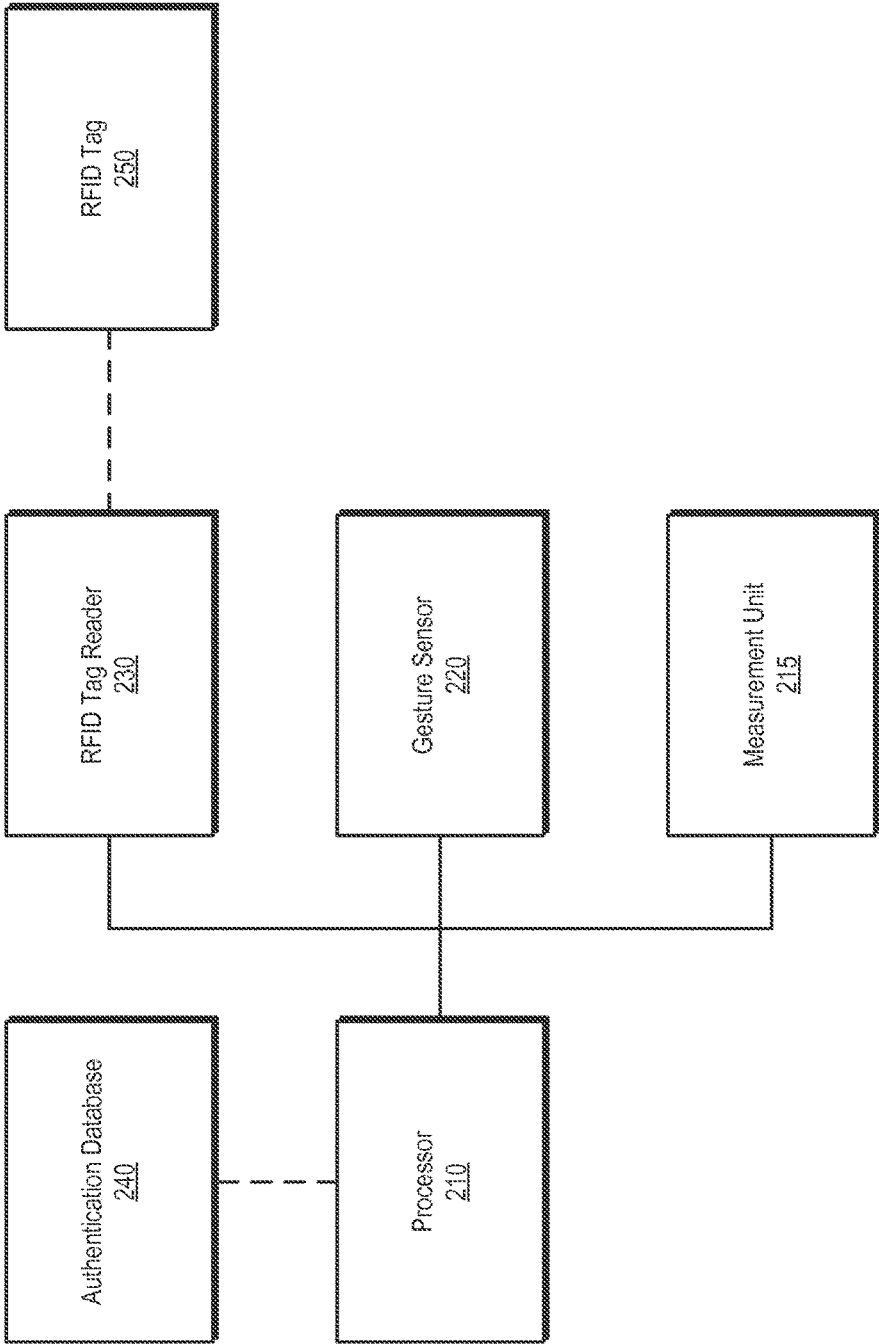 Authentication Database
240
Processor
210
RFID Tag Reader
230
Gesture Sensor
220
Measurement Unit
215
RFID Tag
250